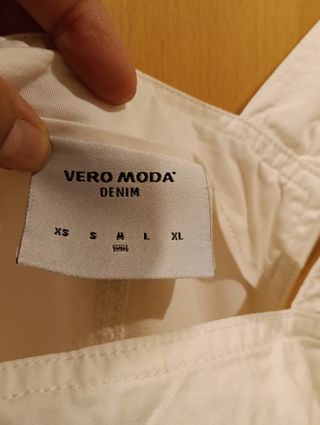 VERO MODA
DENIM
XS S M L XL